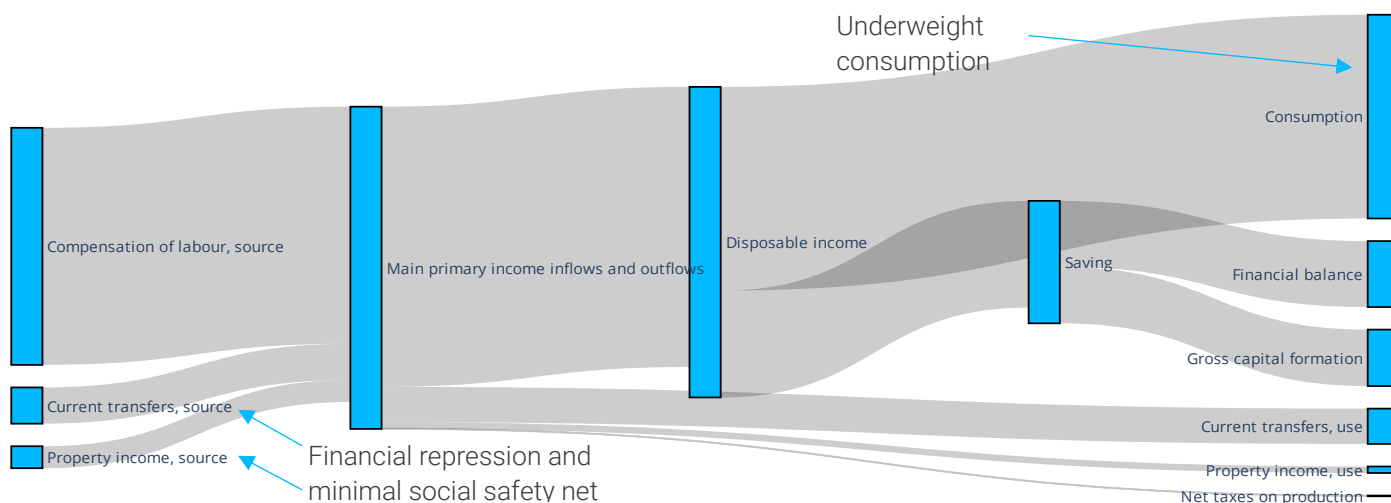 Underweight
consumption
Consumption
Compensation of labour, source
Disposable income
Main primary income inflows and outflows
Saving
Financial balance
Gross capital formation
Current transfers, source
Current transfers, use
Property income, source
Financial repression and
minimal social safety net
Property income, use
Net taxes on production